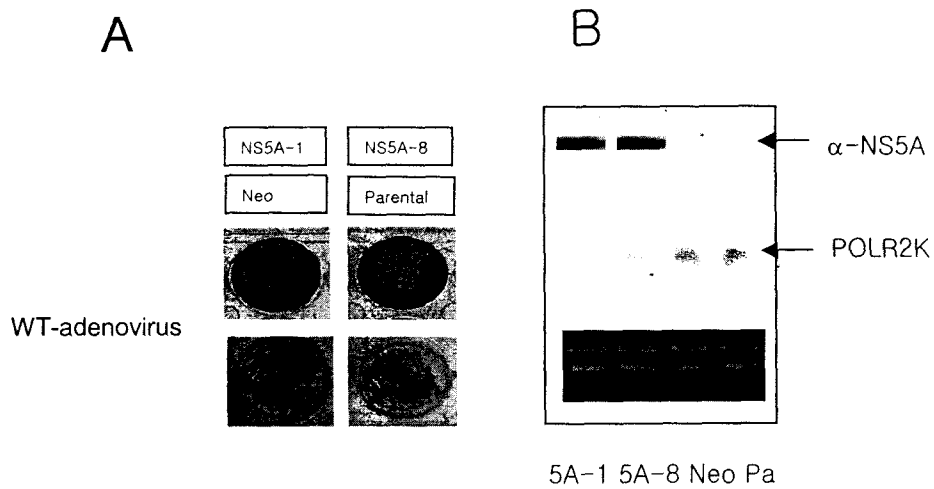 A
B
NS5A-1 NS5A-8
Neo Parental
α-NS5A
POLR2K
WT-adenovirus
5A-1 5A-8 Neo Pa